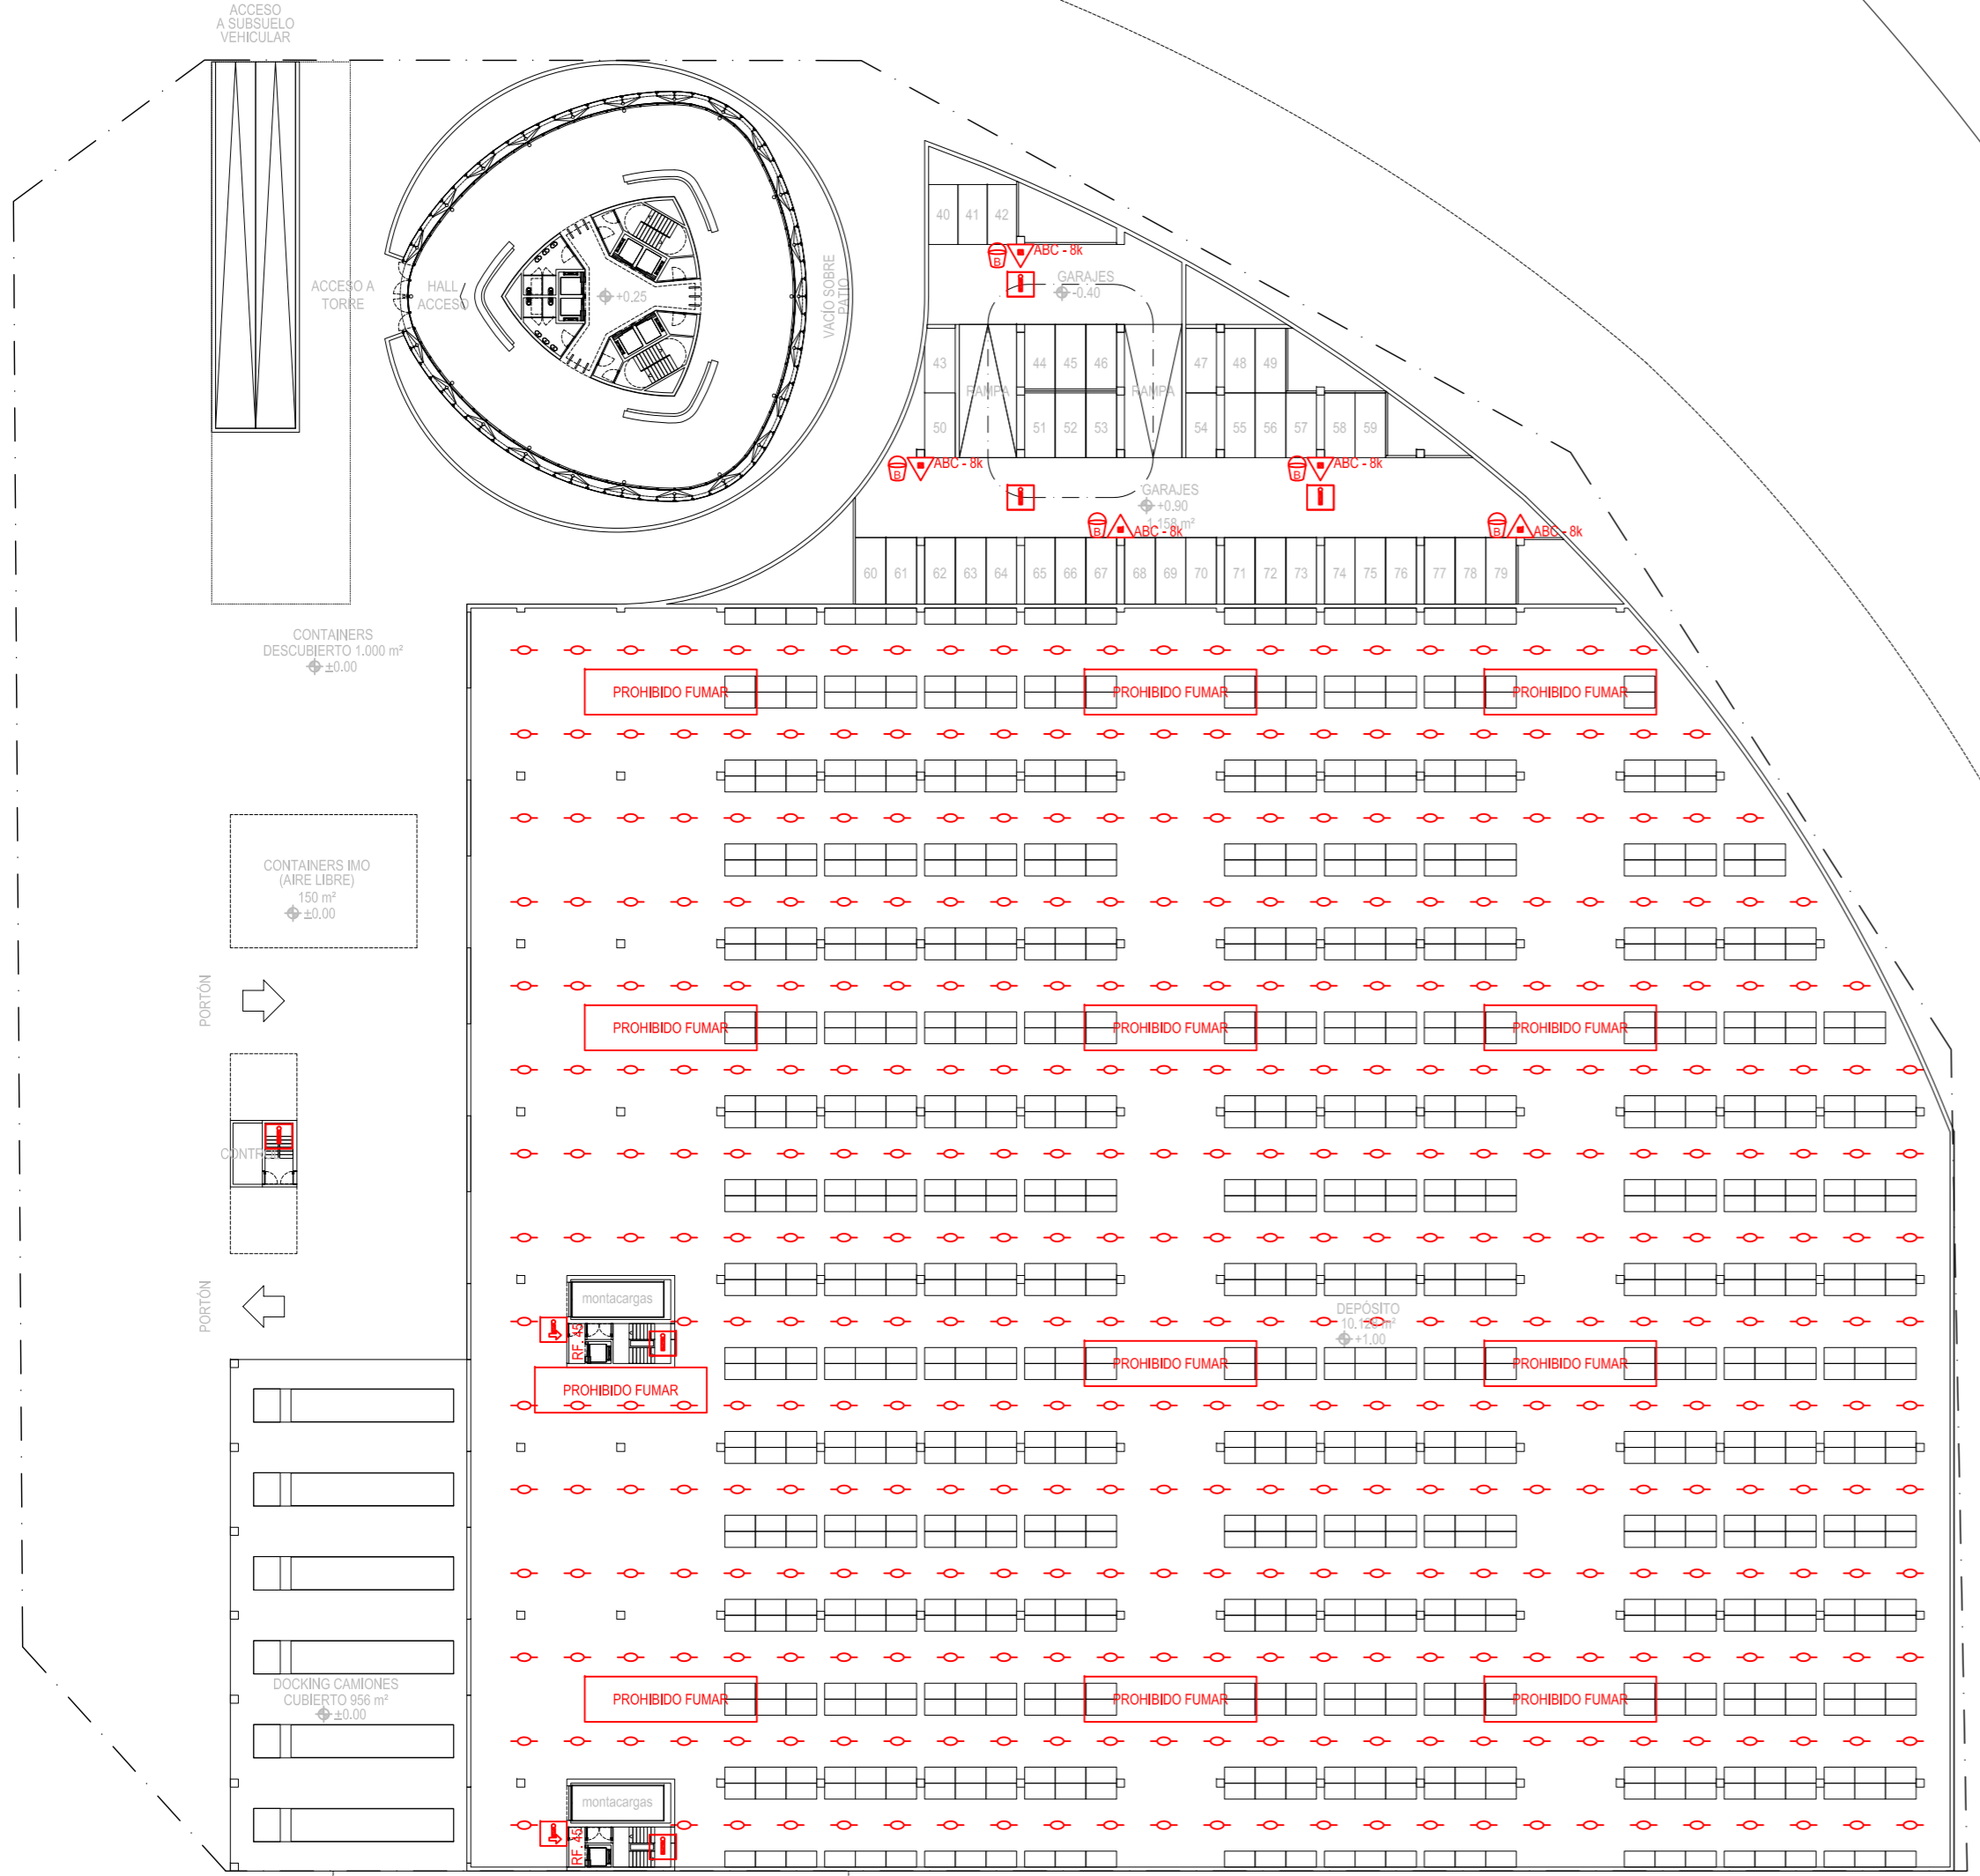 ACCESO
A SUBSUELO
VEHICULAR
ACCESO A
TORRE
HALL
ACCESO
+0.25
VACÍO SOBRE
PATIO
40 41 42
B ABC - 8k
GARAJES
-0.40
43 44 45 46 47 48 49
RAMPA RAMPA
50 51 52 53 54 55 56 57 58 59
B ABC - 8k
B ABC - 8k
GARAJES
+0.90
1.158 m²
B ABC - 8k
B ABC - 8k
60 61 62 63 64 65 66 67 68 69 70 71 72 73 74 75 76 77 78 79
CONTAINERS
DESCUBIERTO 1.000 m²
±0.00
PROHIBIDO FUMAR PROHIBIDO FUMAR PROHIBIDO FUMAR
CONTAINERS IMO
(AIRE LIBRE)
150 m²
±0.00
PORTÓN
PROHIBIDO FUMAR PROHIBIDO FUMAR PROHIBIDO FUMAR
PORTÓN
montacargas
RF. 45
DEPÓSITO
+1.00
PROHIBIDO FUMAR PROHIBIDO FUMAR
PROHIBIDO FUMAR
DOCKING CAMIONES
CUBIERTO 956 m²
±0.00
PROHIBIDO FUMAR PROHIBIDO FUMAR PROHIBIDO FUMAR
montacargas
RF. 45